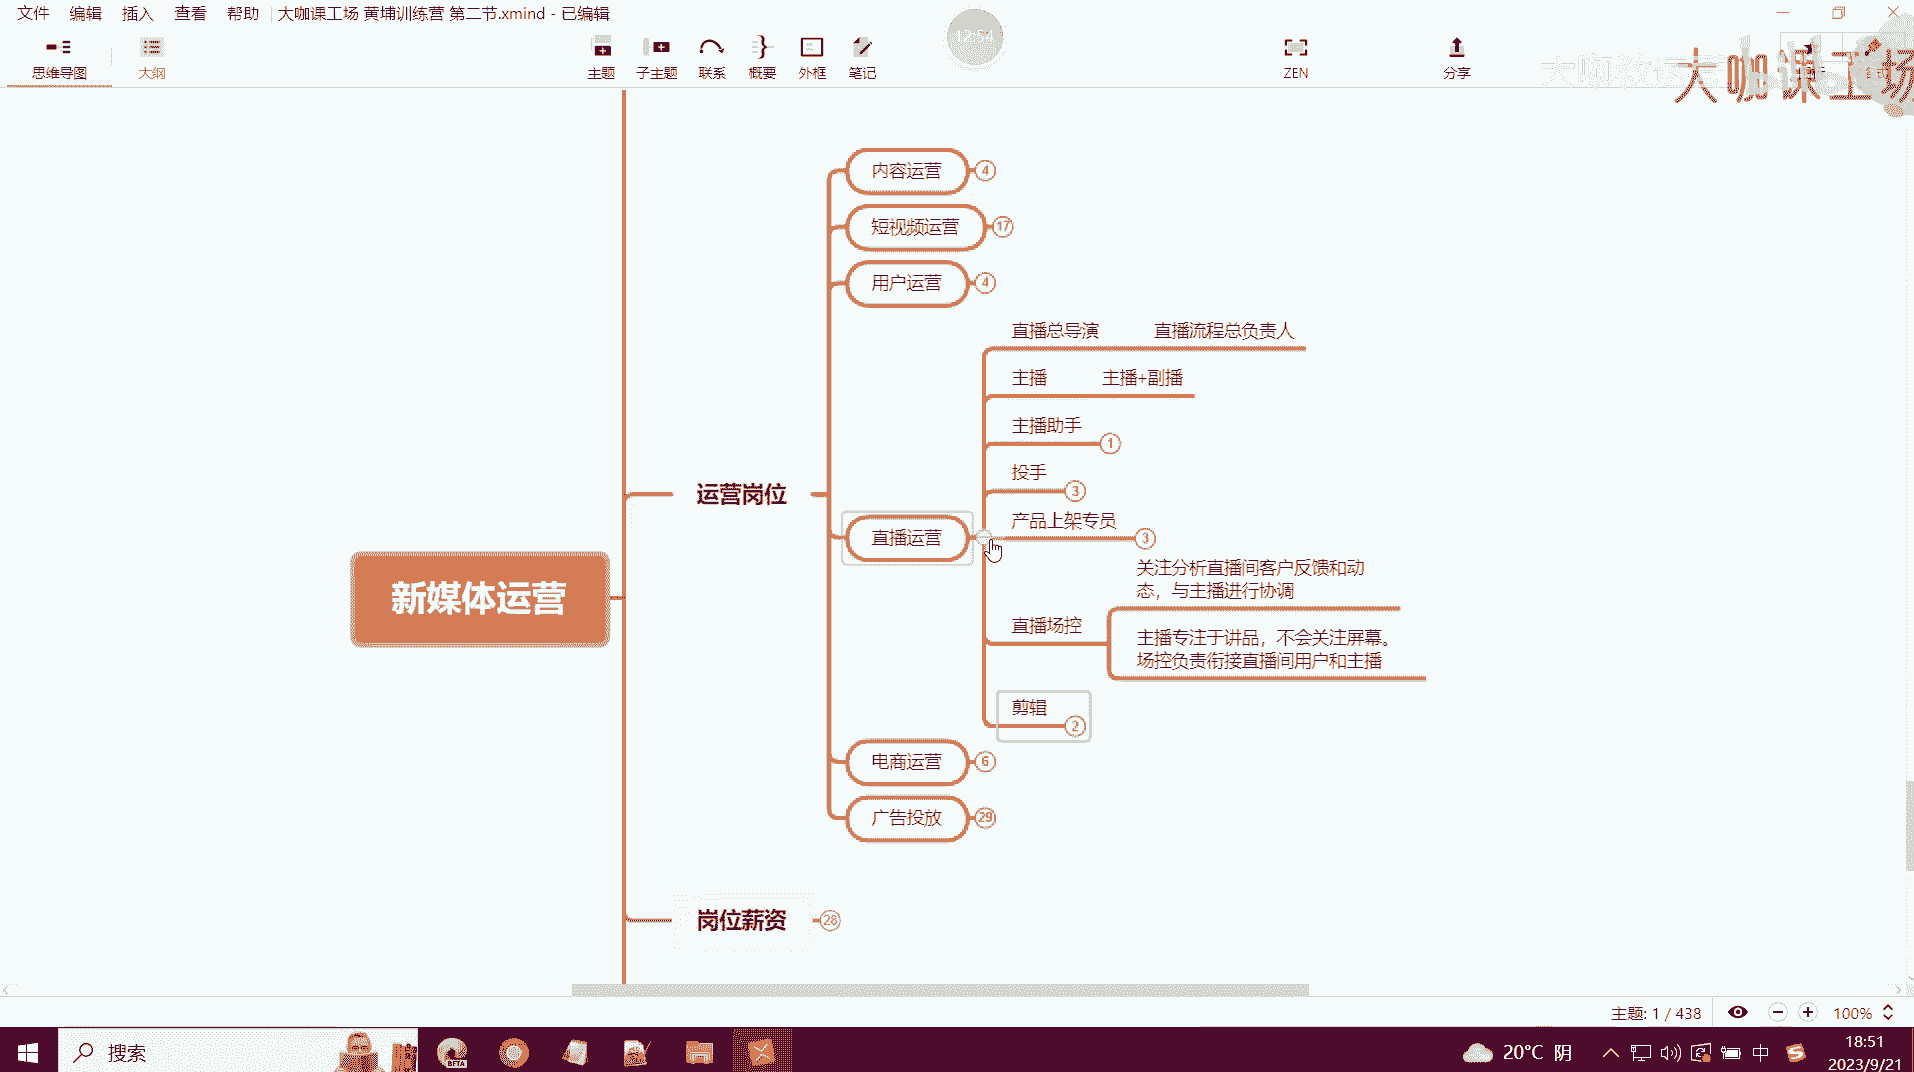 文件 编辑 插入 查看 帮助 大咖课工场 黄埔训练营 第二节.xmind - 已编辑
思维导图 大纲 主题 子主题 联系 概要 外框 笔记 ZEN 分享
12:54
大咖课工场
内容运营 4
短视频运营 17
用户运营 4
直播总导演 直播流程总负责人
主播 主播+副播
主播助手 1
投手 3
运营岗位
产品上架专员 3
直播运营
关注分析直播间客户反馈和动
态，与主播进行协调
新媒体运营
直播场控
主播专注于讲品，不会关注屏幕。
场控负责衔接直播间用户和主播
剪辑 2
电商运营 6
广告投放 29
岗位薪资 28
主题: 1 / 438 100%
搜索 BETA 20°C 阴 中 18:51
2023/9/21